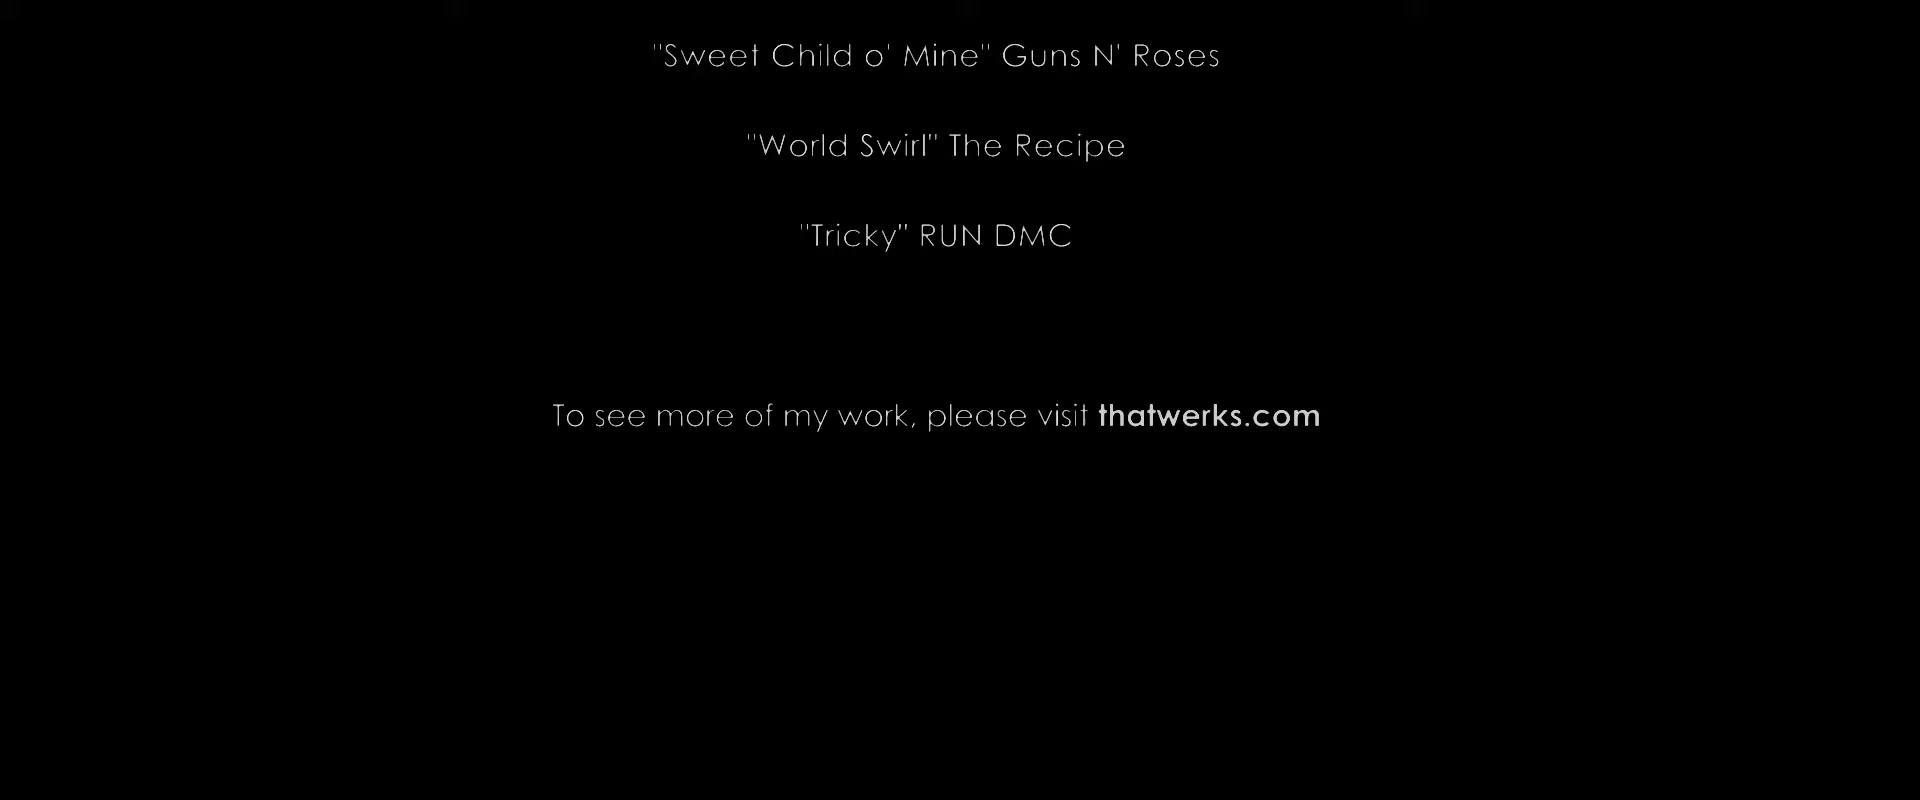 "Sweet Child o' Mine" Guns N' Roses
"World Swirl" The Recipe
"Tricky" RUN DMC
To see more of my work, please visit thatwerks.com